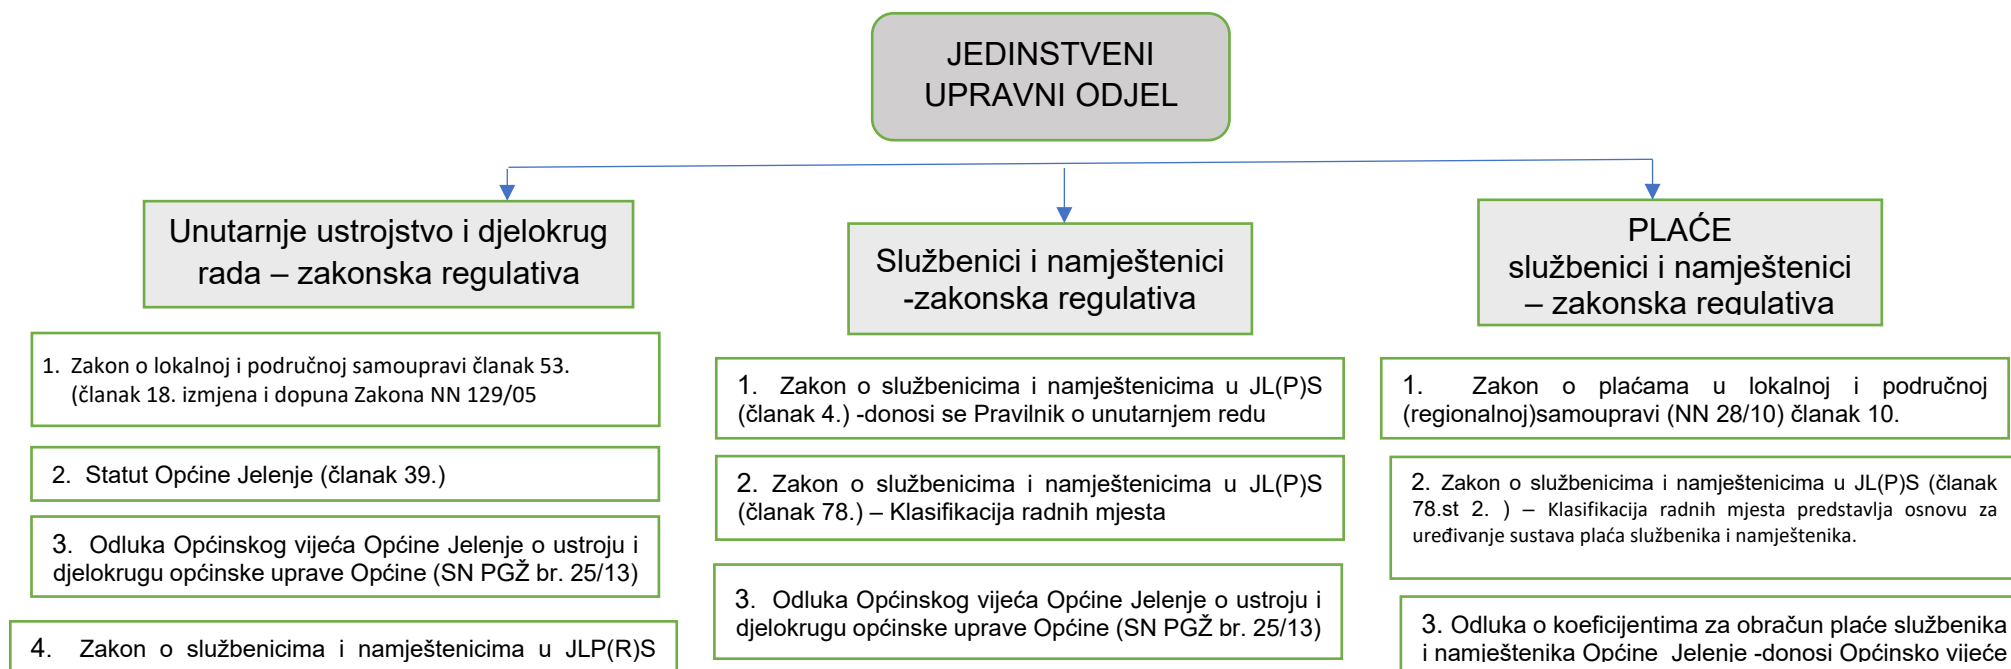 JEDINSTVENI
UPRAVNI ODJEL
Unutarnje ustrojstvo i djelokrug
rada – zakonska regulativa
1. Zakon o lokalnoj i područnoj samoupravi članak 53.
(članak 18. izmjena i dopuna Zakona NN 129/05
2. Statut Općine Jelenje (članak 39.)
3. Odluka Općinskog vijeća Općine Jelenje o ustroju i
djelokrugu općinske uprave Općine (SN PGŽ br. 25/13)
4. Zakon o službenicima i namještenicima u JLP(R)S
Službenici i namještenici
-zakonska regulativa
1. Zakon o službenicima i namještenicima u JL(P)S
(članak 4.) -donosi se Pravilnik o unutarnjem redu
2. Zakon o službenicima i namještenicima u JL(P)S
(članak 78.) – Klasifikacija radnih mjesta
3. Odluka Općinskog vijeća Općine Jelenje o ustroju i
djelokrugu općinske uprave Općine (SN PGŽ br. 25/13)
PLAĆE
službenici i namještenici
– zakonska regulativa
1. Zakon o plaćama u lokalnoj i područnoj
(regionalnoj)samoupravi (NN 28/10) članak 10.
2. Zakon o službenicima i namještenicima u JL(P)S (članak
78.st 2. ) – Klasifikacija radnih mjesta predstavlja osnovu za
uređivanje sustava plaća službenika i namještenika.
3. Odluka o koeficijentima za obračun plaće službenika
i namještenika Općine Jelenje -donosi Općinsko vijeće